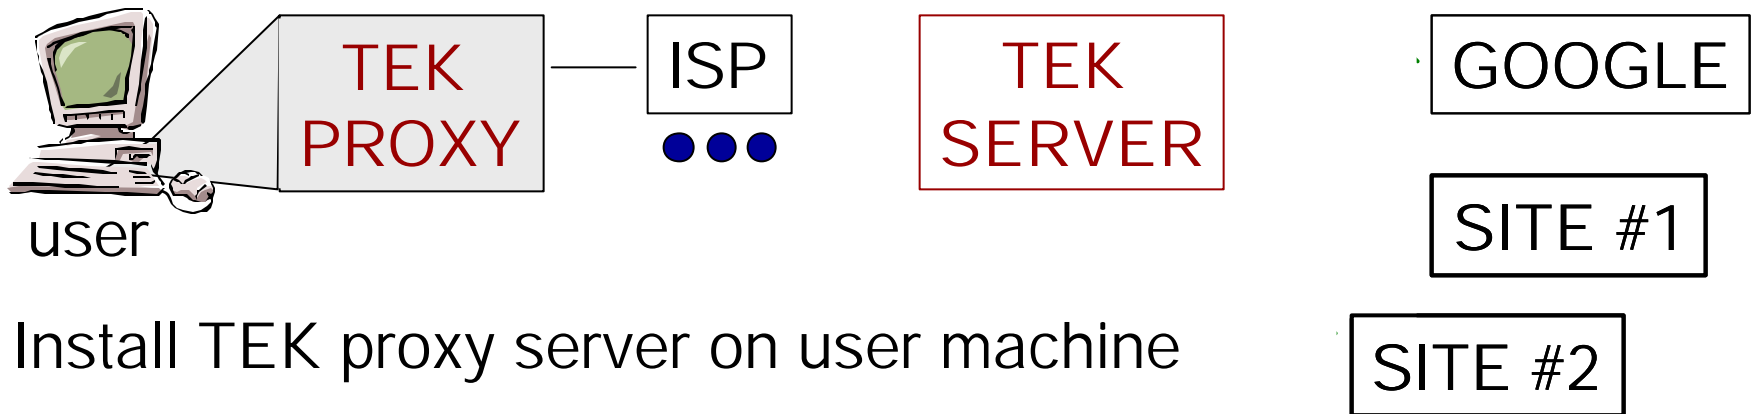 TEK
PROXY
ISP
TEK
SERVER
GOOGLE
SITE #1
user
Install TEK proxy server on user machine
SITE #2